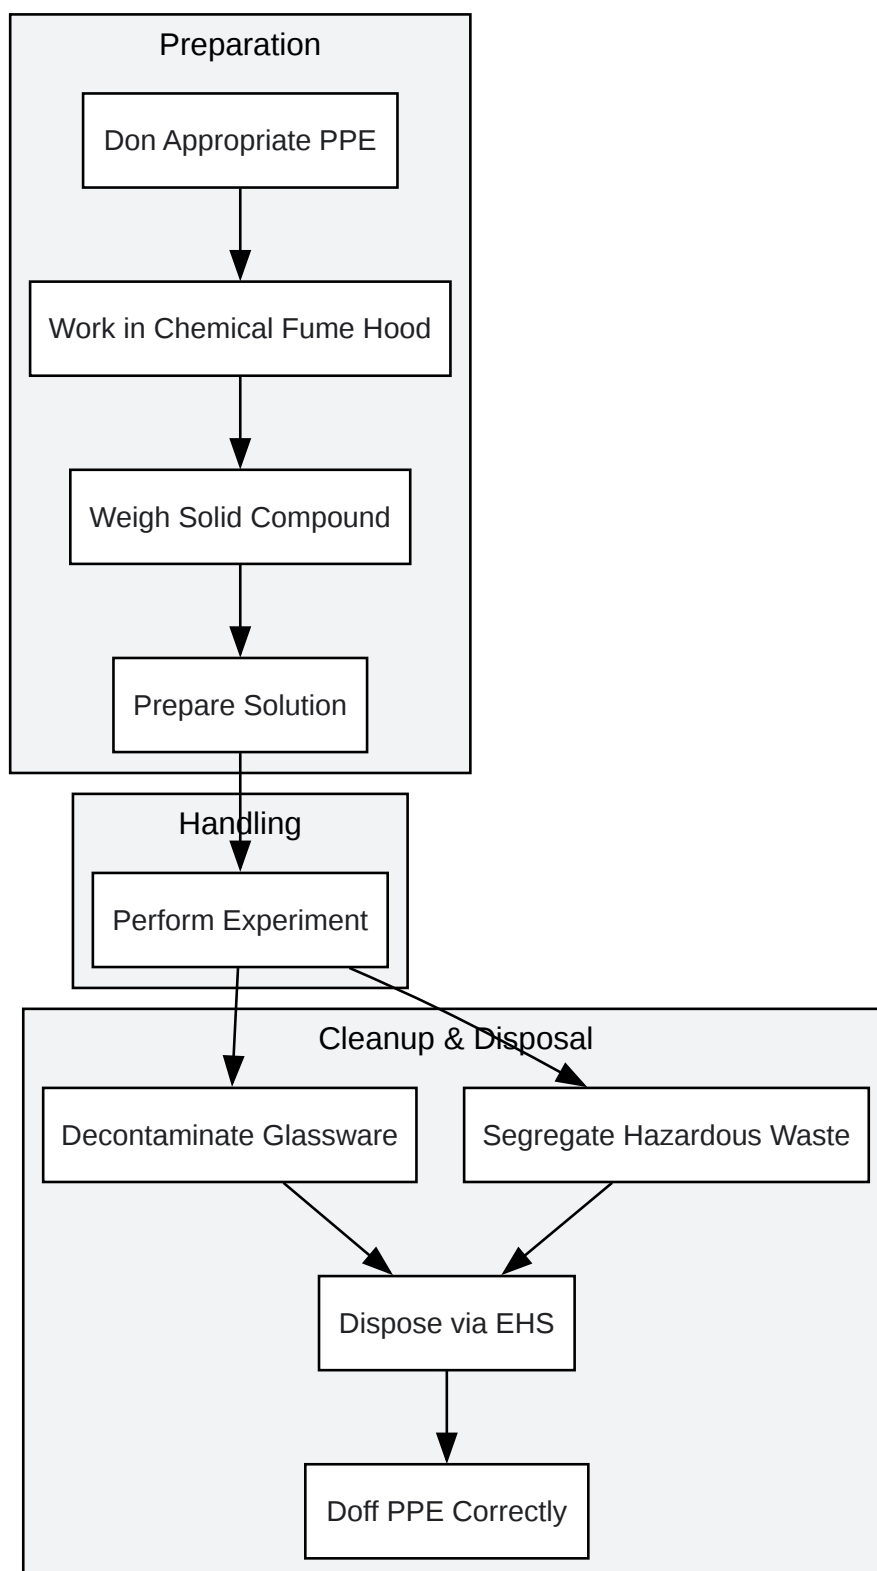 Preparation
Don Appropriate PPE
Work in Chemical Fume Hood
Weigh Solid Compound
Prepare Solution
Handling
Perform Experiment
Cleanup & Disposal
Decontaminate Glassware
Segregate Hazardous Waste
Dispose via EHS
Doff PPE Correctly